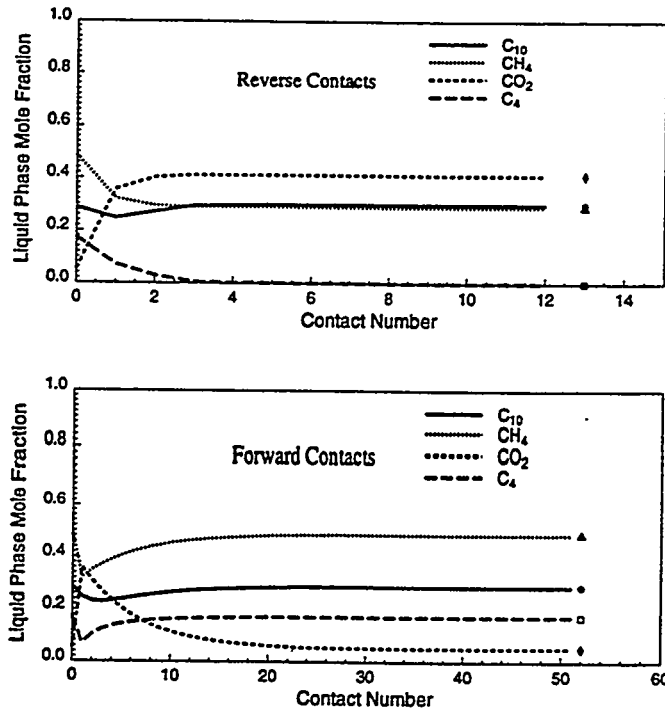 1.0
0.8
0.6
0.4
0.2
0.0
Liquid Phase Mole Fraction
Reverse Contacts
C10
CH4
CO2
C4
0 2 4 6 8 10 12 14
Contact Number
1.0
0.8
0.6
0.4
0.2
0.0
Liquid Phase Mole Fraction
Forward Contacts
C10
CH4
CO2
C4
0 10 20 30 40 50 60
Contact Number